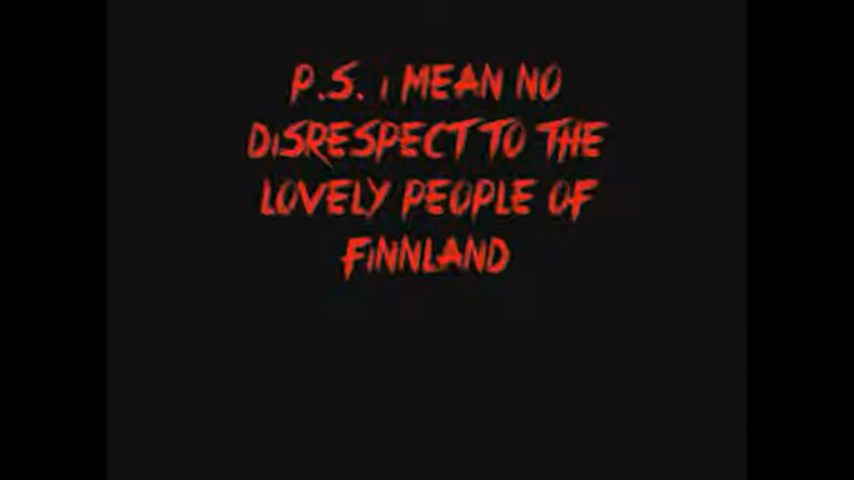 P.S. i MEAN NO
DiSRESPECT TO THE
LOVELY PEOPLE OF
FiNNLAND